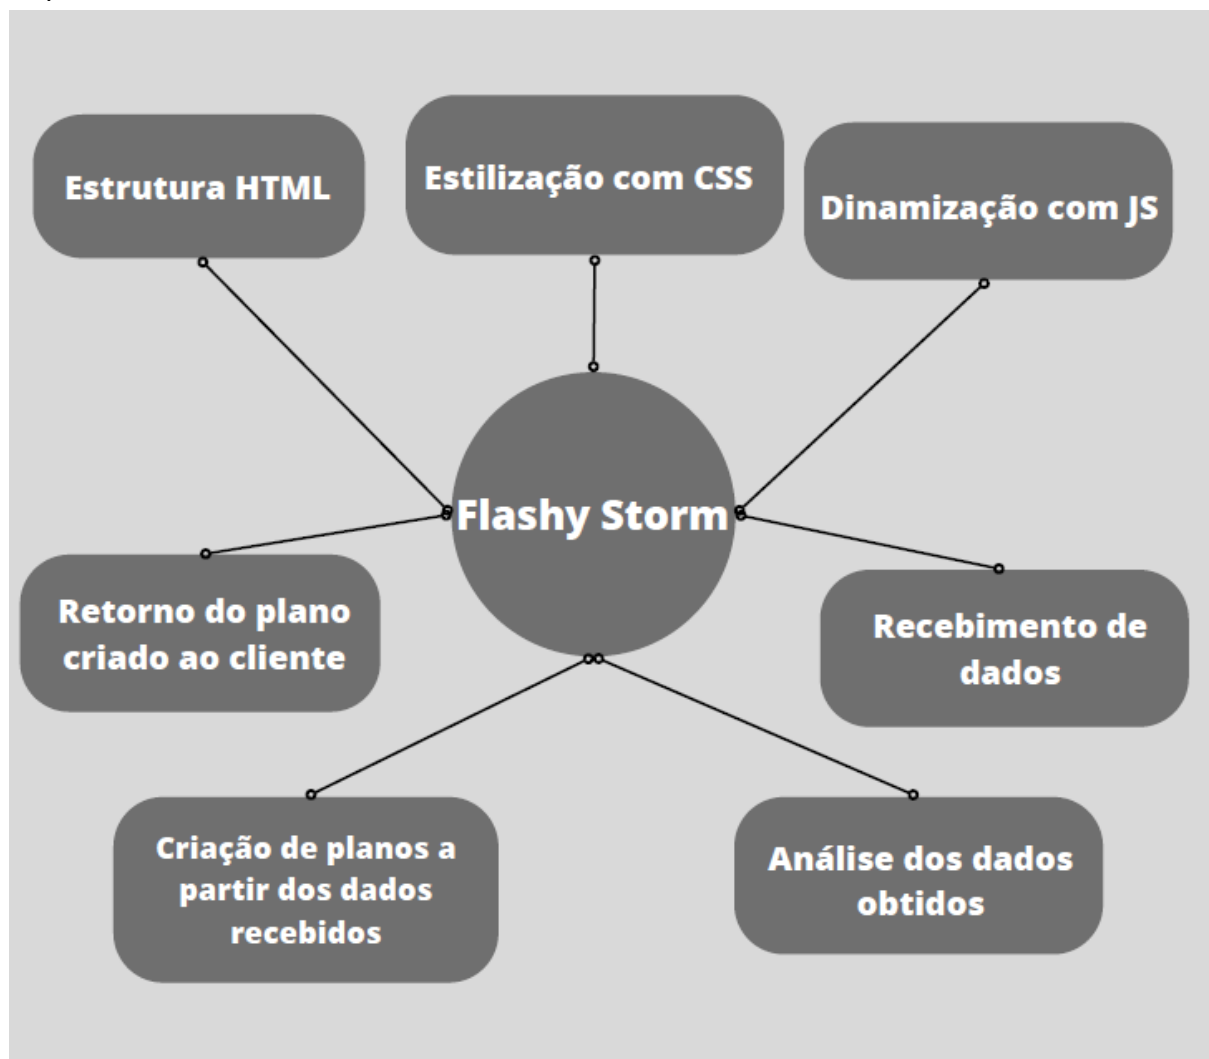 Estrutura HTML
Estilização com CSS
Dinamização com JS
Flashy Storm
Retorno do plano
criado ao cliente
Recebimento de
dados
Criação de planos a
partir dos dados
recebidos
Análise dos dados
obtidos